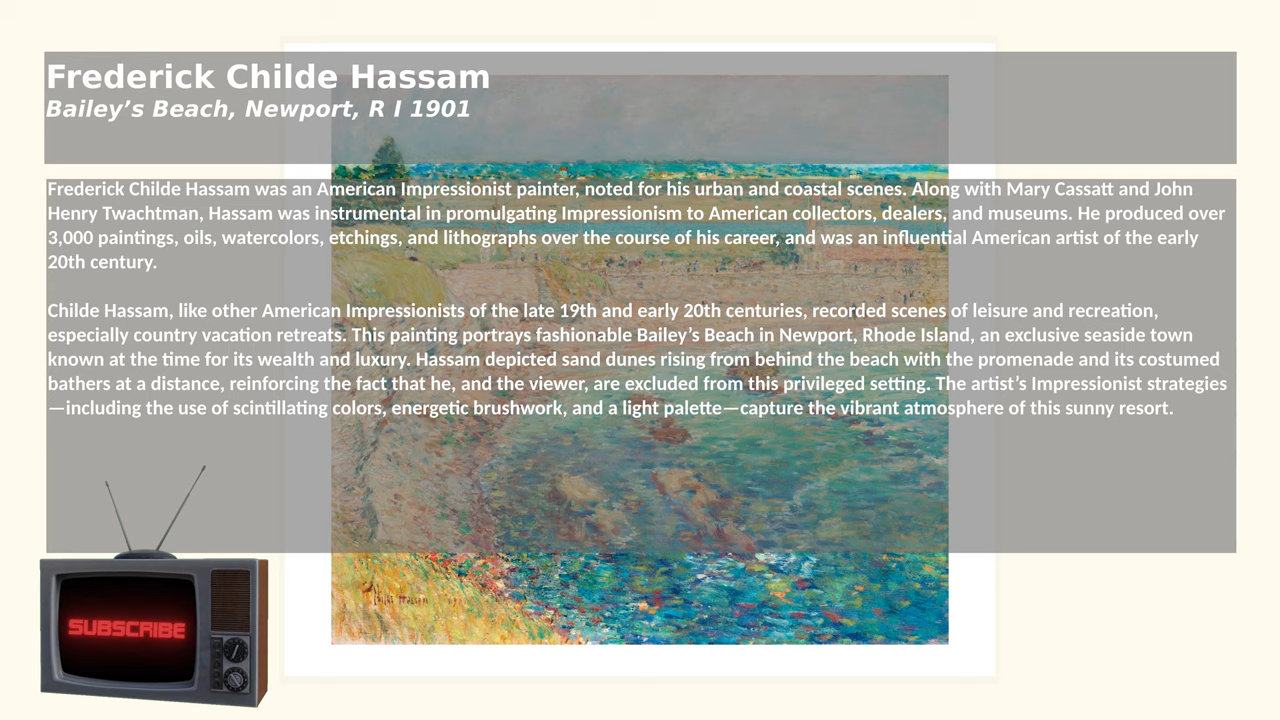 Frederick Childe Hassam
Bailey’s Beach, Newport, R I 1901
Frederick Childe Hassam was an American Impressionist painter, noted for his urban and coastal scenes. Along with Mary Cassatt and John
Henry Twachtman, Hassam was instrumental in promulgating Impressionism to American collectors, dealers, and museums. He produced over
3,000 paintings, oils, watercolors, etchings, and lithographs over the course of his career, and was an influential American artist of the early
20th century.
Childe Hassam, like other American Impressionists of the late 19th and early 20th centuries, recorded scenes of leisure and recreation,
especially country vacation retreats. This painting portrays fashionable Bailey’s Beach in Newport, Rhode Island, an exclusive seaside town
known at the time for its wealth and luxury. Hassam depicted sand dunes rising from behind the beach with the promenade and its costumed
bathers at a distance, reinforcing the fact that he, and the viewer, are excluded from this privileged setting. The artist’s Impressionist strategies
—including the use of scintillating colors, energetic brushwork, and a light palette—capture the vibrant atmosphere of this sunny resort.
SUBSCRIBE
Childe Hassam